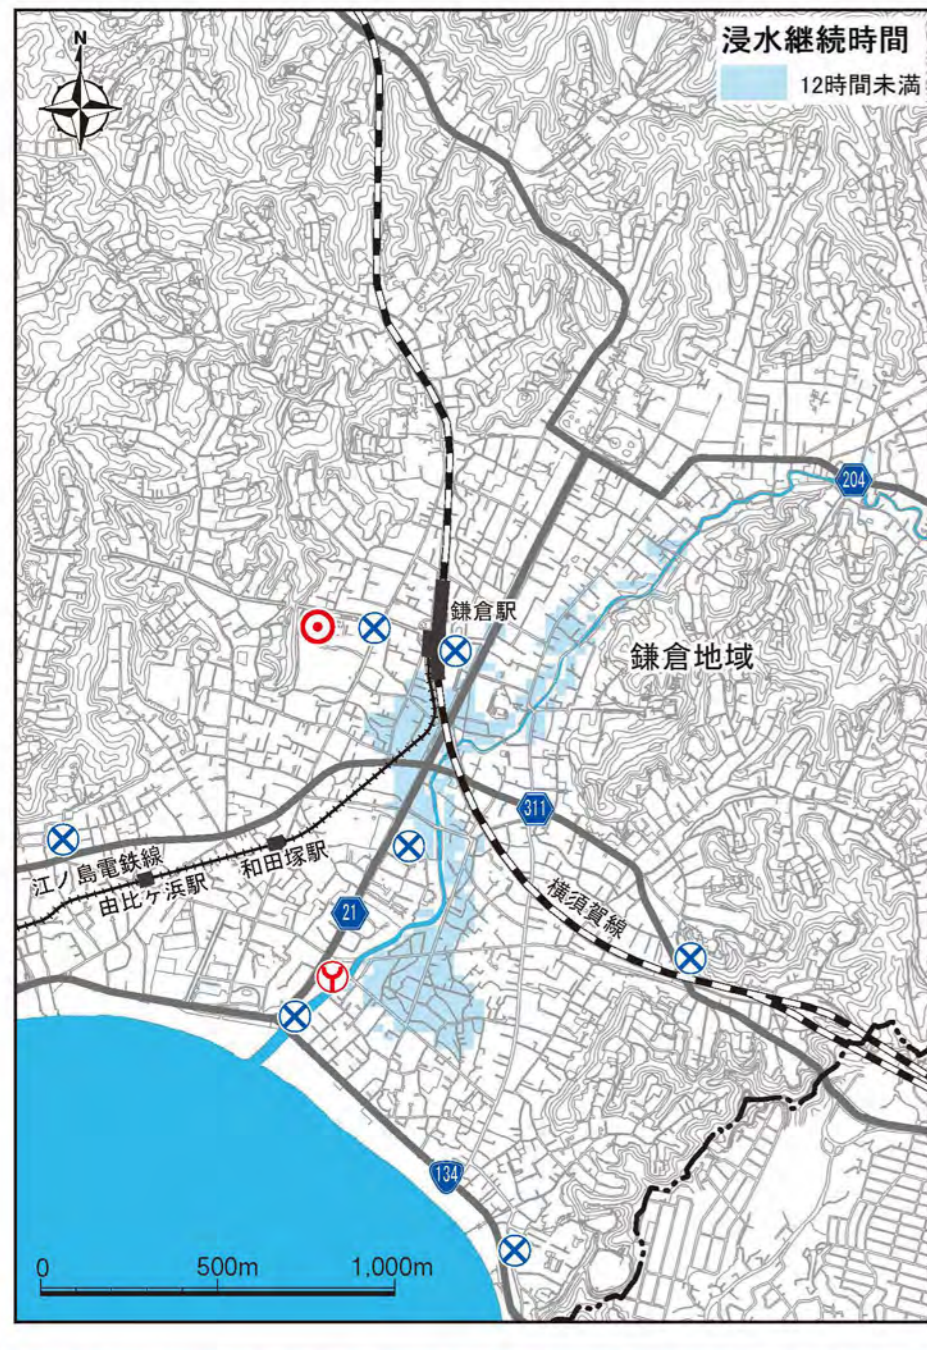 N
浸水継続時間
12時間未満
204
鎌倉駅
鎌倉地域
311
江ノ島電鉄線
由比ケ浜駅
和田塚駅
21
横須賀線
134
0 500m 1,000m